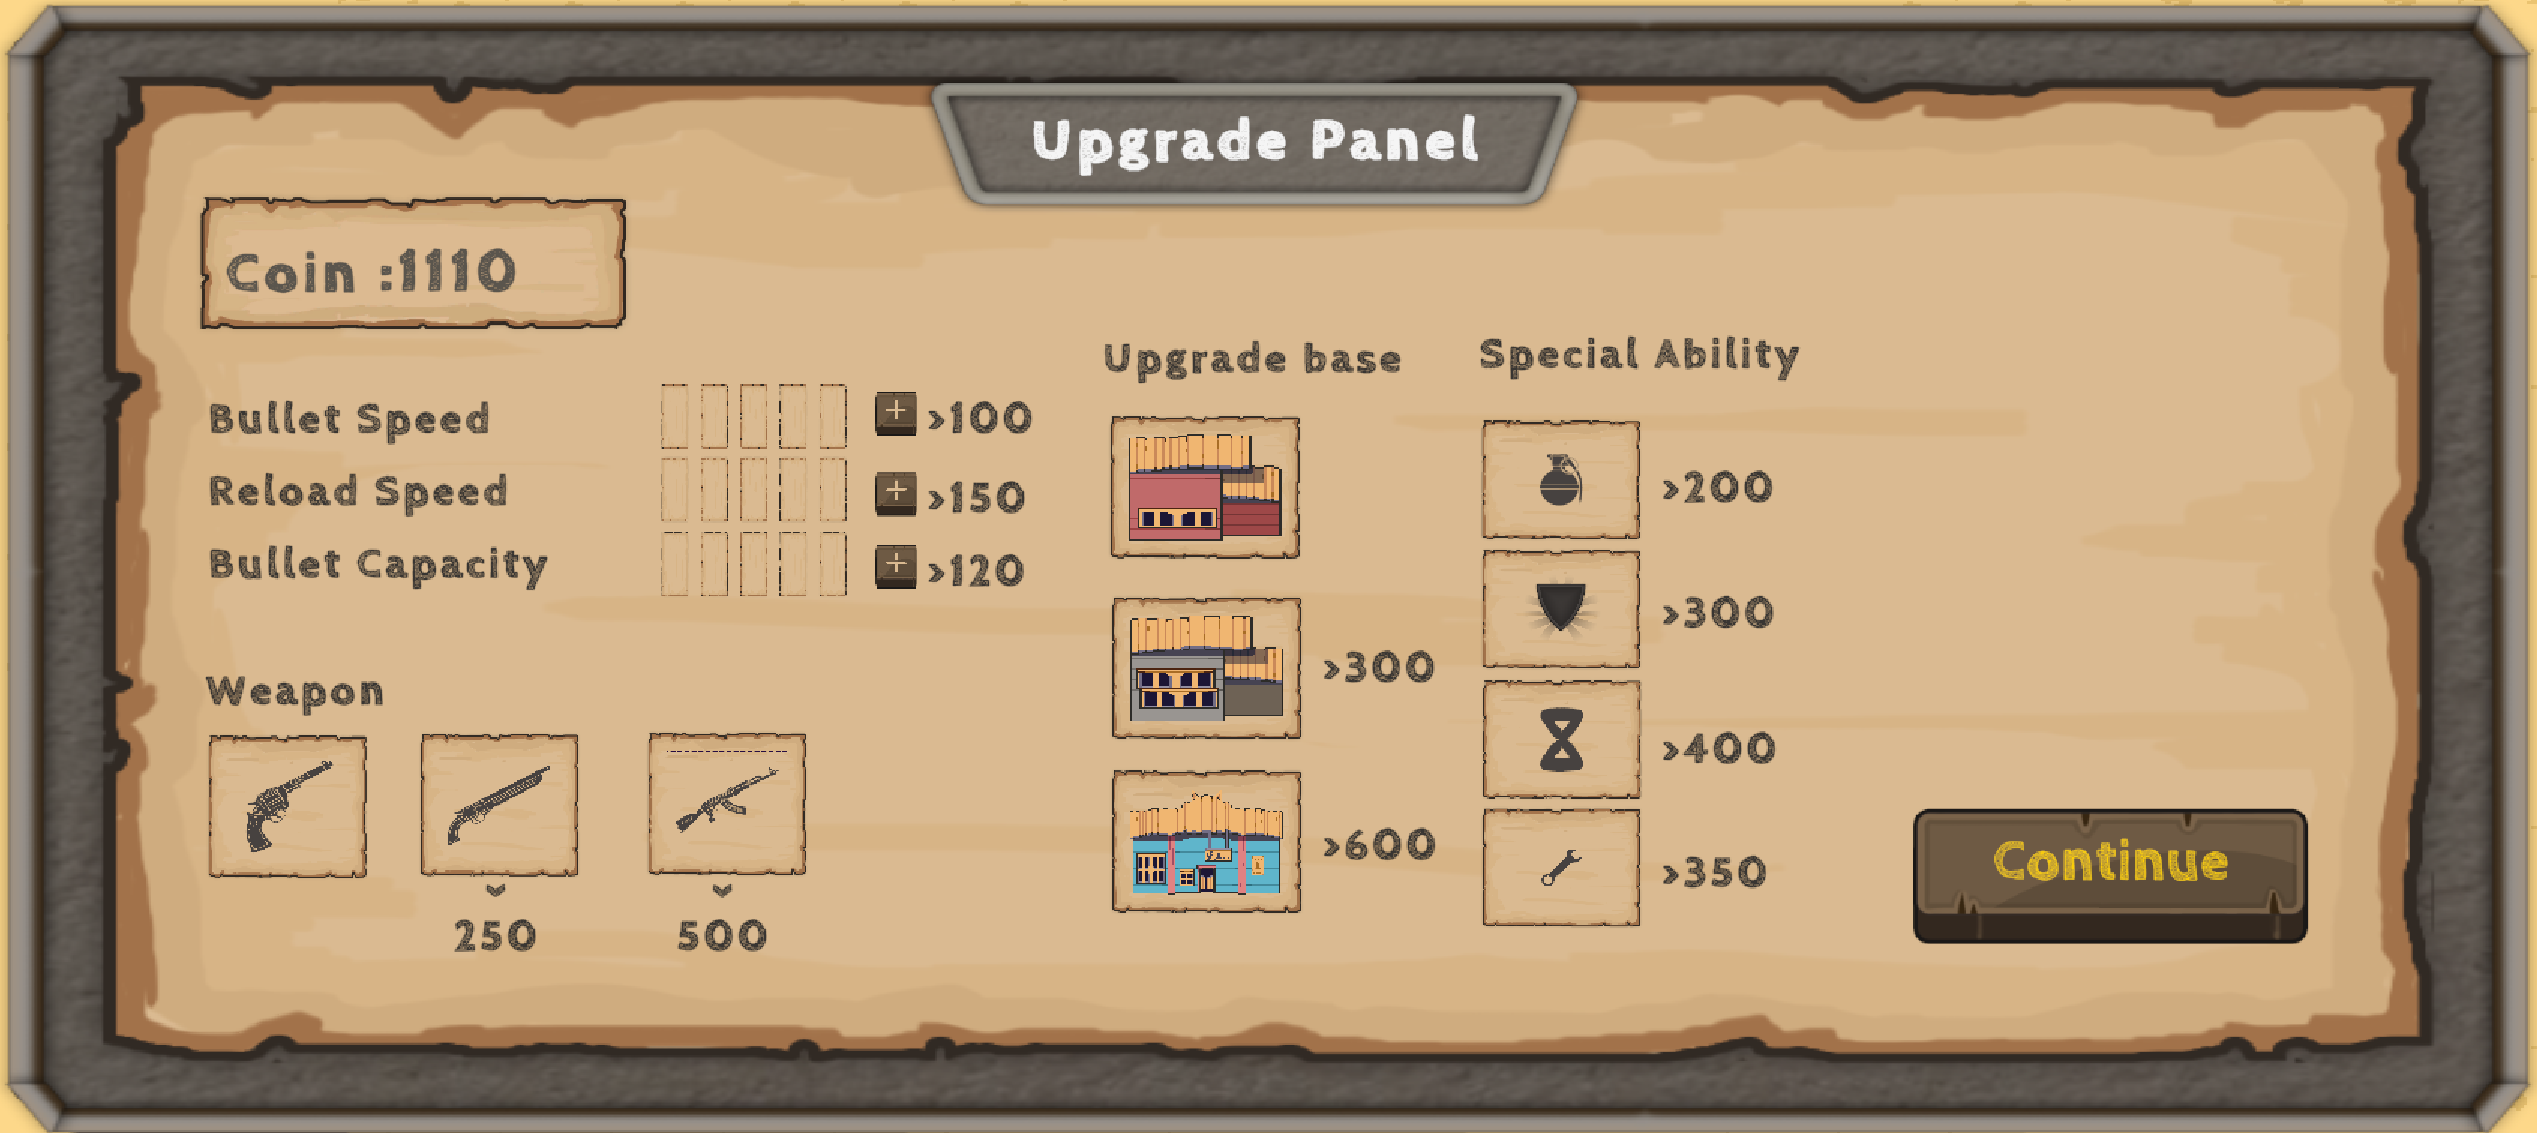 Upgrade Panel
Coin :1110
Bullet Speed >100
Reload Speed >150
Bullet Capacity >120
Weapon
250
500
Upgrade base
>300
>600
Special Ability
>200
>300
>400
>350
Continue